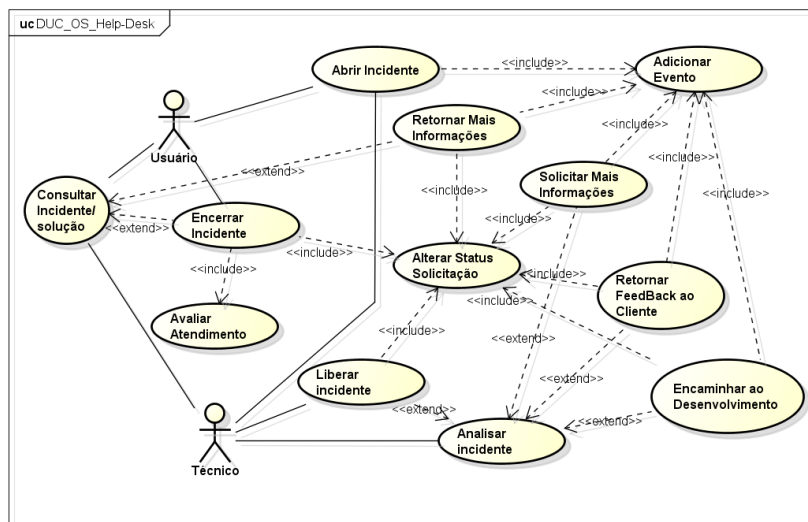 uc DUC_OS_Help-Desk
Abrir Incidente
<<include>>
Adicionar
Evento
Usuário
Retornar Mais
Informações
<<include>>
<<include>>
<<extend>>
<<include>>
Solicitar Mais
Informações
<<include>>
<<include>>
Consultar
Incidente/
solução
<<extend>>
Encerrar
Incidente
<<include>>
<<include>>
<<include>>
Alterar Status
Solicitação
<<include>>
Retornar
FeedBack ao
Cliente
<<include>>
Avaliar
Atendimento
<<include>>
<<extend>>
Liberar
incidente
<<extend>>
<<extend>>
Encaminhar ao
Desenvolvimento
<<extend>>
Analisar
incidente
Técnico